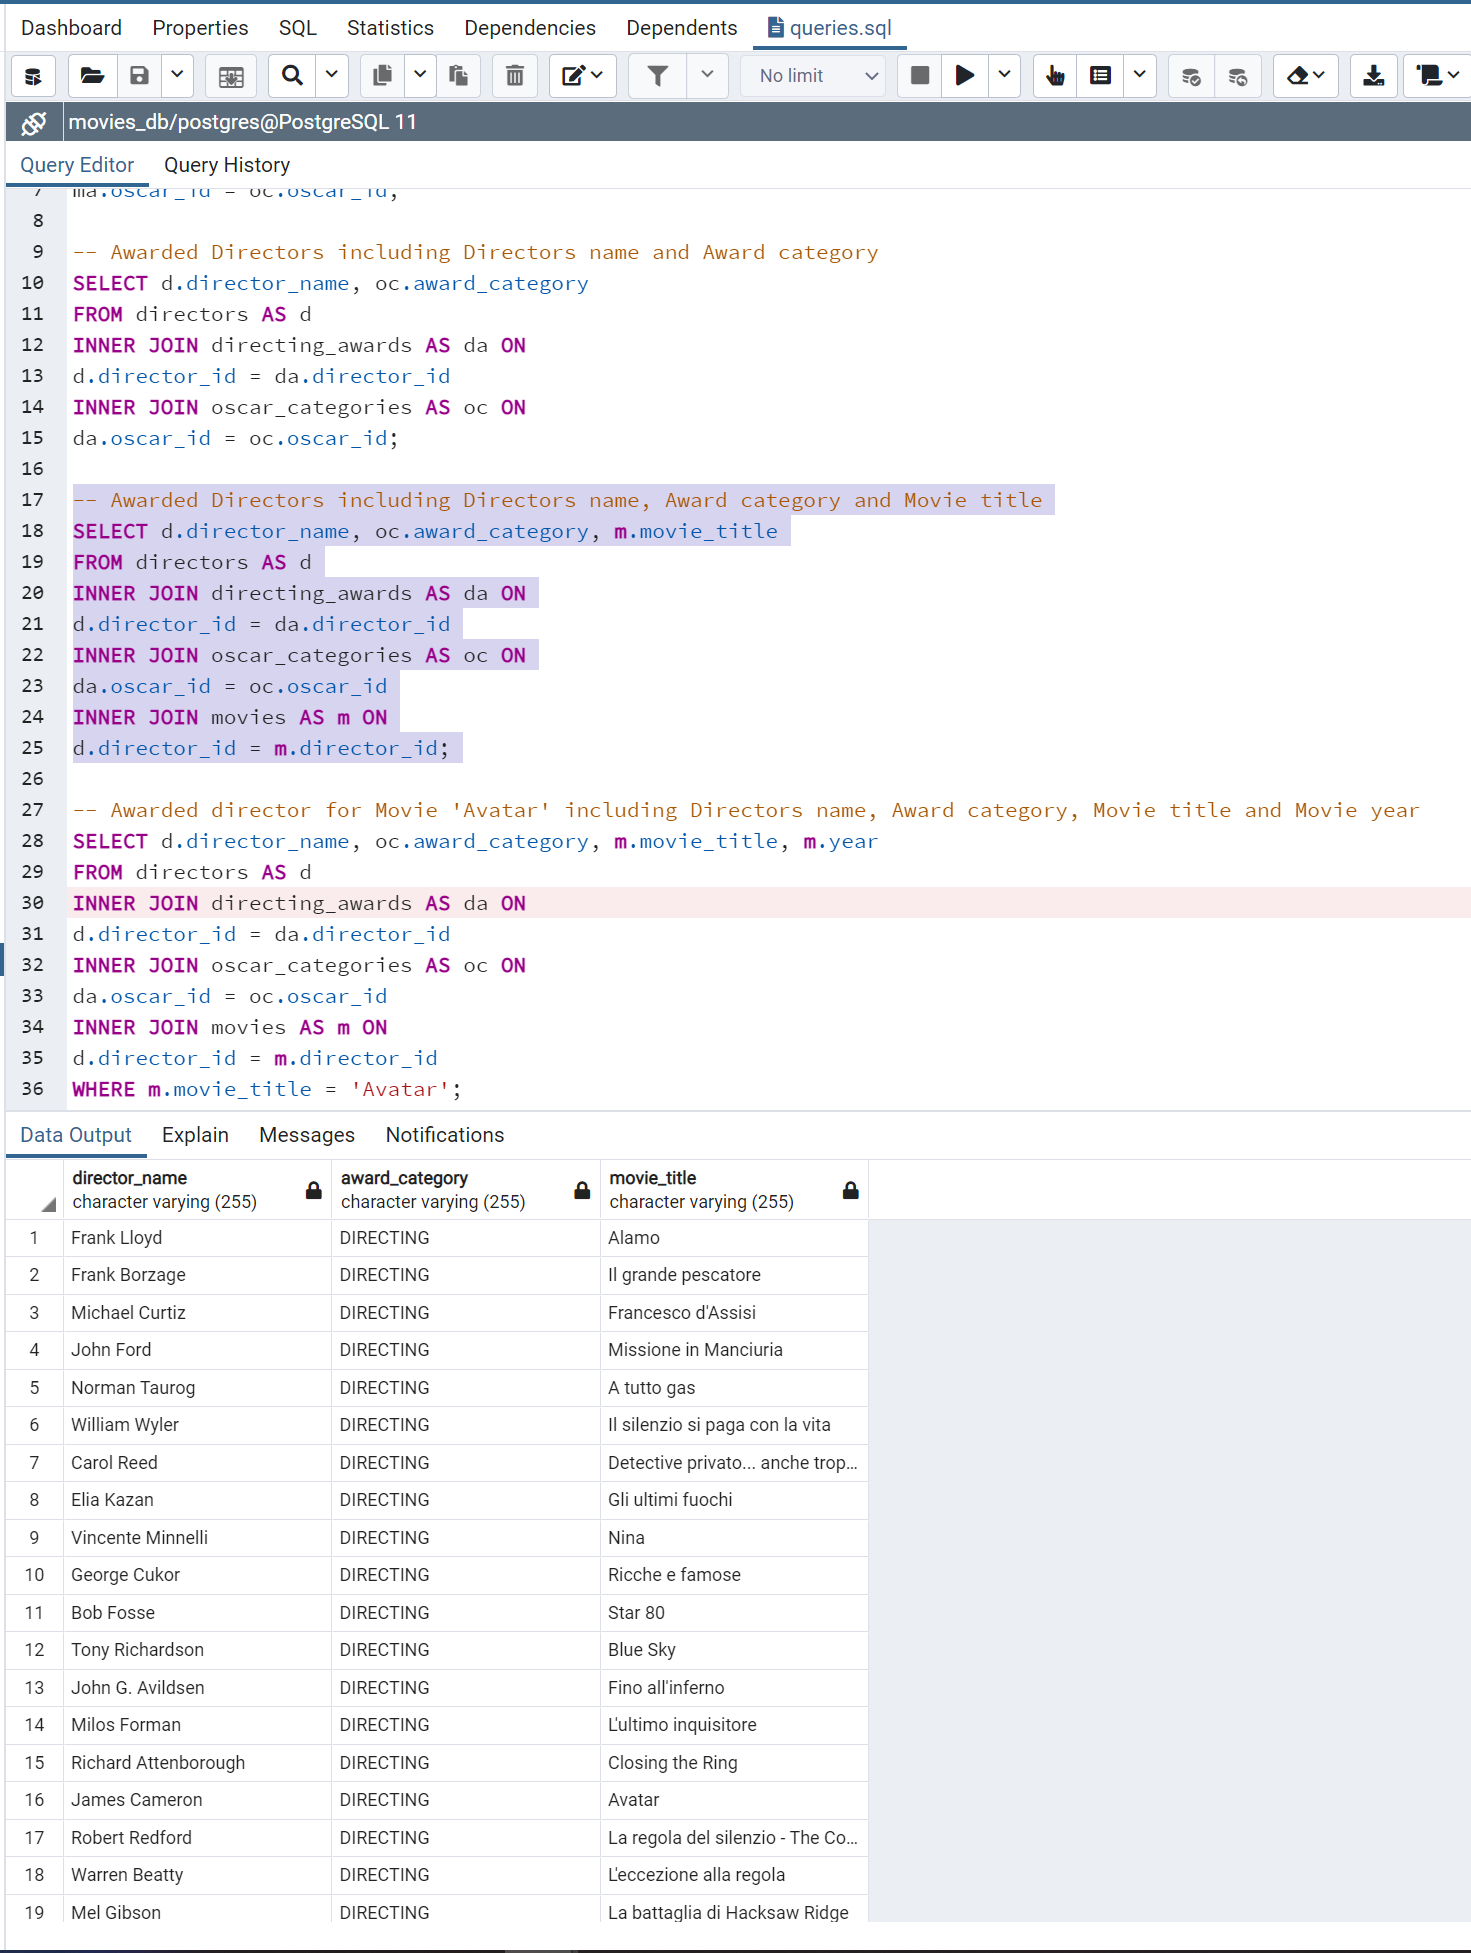 Dashboard Properties SQL Statistics Dependencies Dependents queries.sql
No limit
movies_db/postgres@PostgreSQL 11
Query Editor Query History
7 ma.oscar_id = oc.oscar_id;
8
9 -- Awarded Directors including Directors name and Award category
10 SELECT d.director_name, oc.award_category
11 FROM directors AS d
12 INNER JOIN directing_awards AS da ON
13 d.director_id = da.director_id
14 INNER JOIN oscar_categories AS oc ON
15 da.oscar_id = oc.oscar_id;
16
17 -- Awarded Directors including Directors name, Award category and Movie title
18 SELECT d.director_name, oc.award_category, m.movie_title
19 FROM directors AS d
20 INNER JOIN directing_awards AS da ON
21 d.director_id = da.director_id
22 INNER JOIN oscar_categories AS oc ON
23 da.oscar_id = oc.oscar_id
24 INNER JOIN movies AS m ON
25 d.director_id = m.director_id;
26
27 -- Awarded director for Movie 'Avatar' including Directors name, Award category, Movie title and Movie year
28 SELECT d.director_name, oc.award_category, m.movie_title, m.year
29 FROM directors AS d
30 INNER JOIN directing_awards AS da ON
31 d.director_id = da.director_id
32 INNER JOIN oscar_categories AS oc ON
33 da.oscar_id = oc.oscar_id
34 INNER JOIN movies AS m ON
35 d.director_id = m.director_id
36 WHERE m.movie_title = 'Avatar';
Data Output Explain Messages Notifications
director_name award_category movie_title
character varying (255) character varying (255) character varying (255)
1 Frank Lloyd DIRECTING Alamo
2 Frank Borzage DIRECTING Il grande pescatore
3 Michael Curtiz DIRECTING Francesco d'Assisi
4 John Ford DIRECTING Missione in Manciuria
5 Norman Taurog DIRECTING A tutto gas
6 William Wyler DIRECTING Il silenzio si paga con la vita
7 Carol Reed DIRECTING Detective privato... anche trop...
8 Elia Kazan DIRECTING Gli ultimi fuochi
9 Vincente Minnelli DIRECTING Nina
10 George Cukor DIRECTING Ricche e famose
11 Bob Fosse DIRECTING Star 80
12 Tony Richardson DIRECTING Blue Sky
13 John G. Avildsen DIRECTING Fino all'inferno
14 Milos Forman DIRECTING L'ultimo inquisitore
15 Richard Attenborough DIRECTING Closing the Ring
16 James Cameron DIRECTING Avatar
17 Robert Redford DIRECTING La regola del silenzio - The Co...
18 Warren Beatty DIRECTING L'eccezione alla regola
19 Mel Gibson DIRECTING La battaglia di Hacksaw Ridge